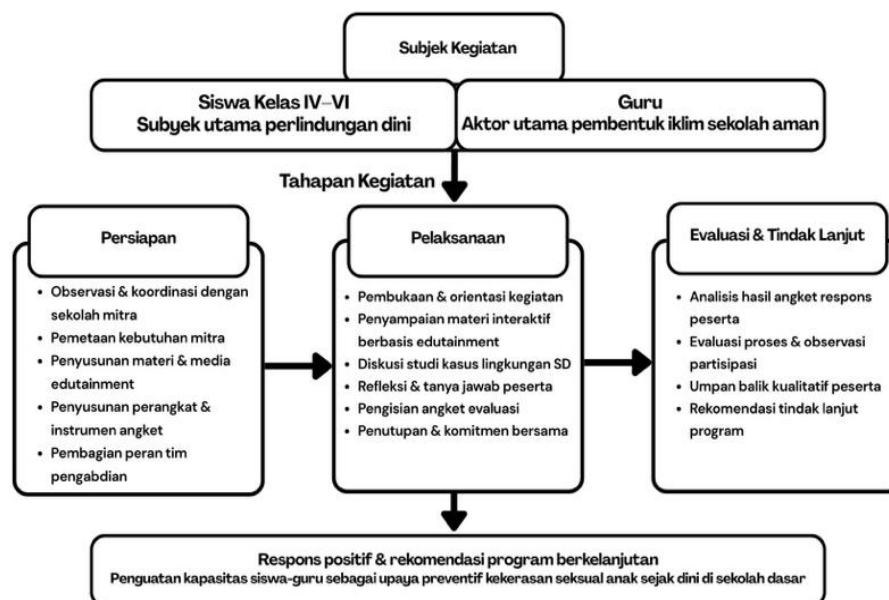 Subjek Kegiatan
Siswa Kelas IV–VI
Subyek utama perlindungan dini
Guru
Aktor utama pembentuk iklim sekolah aman
Tahapan Kegiatan
Persiapan
• Observasi & koordinasi dengan
sekolah mitra
• Pemetaan kebutuhan mitra
• Penyusunan materi & media
edutainment
• Penyusunan perangkat &
instrumen angket
• Pembagian peran tim
pengabdian
Pelaksanaan
• Pembukaan & orientasi kegiatan
• Penyampaian materi interaktif
berbasis edutainment
• Diskusi studi kasus lingkungan SD
• Refleksi & tanya jawab peserta
• Pengisian angket evaluasi
• Penutupan & komitmen bersama
Evaluasi & Tindak Lanjut
• Analisis hasil angket respons
peserta
• Evaluasi proses & observasi
partisipasi
• Umpan balik kualitatif peserta
• Rekomendasi tindak lanjut
program
Respons positif & rekomendasi program berkelanjutan
Penguatan kapasitas siswa-guru sebagai upaya preventif kekerasan seksual anak sejak dini di sekolah dasar